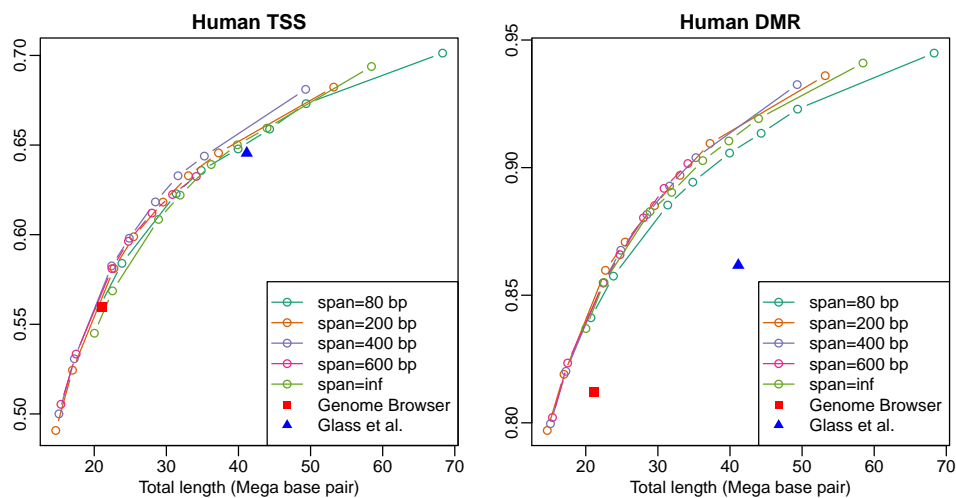 Human TSS
0.70
0.65
0.60
0.55
0.50
span=80 bp
span=200 bp
span=400 bp
span=600 bp
span=inf
Genome Browser
Glass et al.
20 30 40 50 60 70
Total length (Mega base pair)
Human DMR
0.95
0.90
0.85
0.80
span=80 bp
span=200 bp
span=400 bp
span=600 bp
span=inf
Genome Browser
Glass et al.
20 30 40 50 60 70
Total length (Mega base pair)